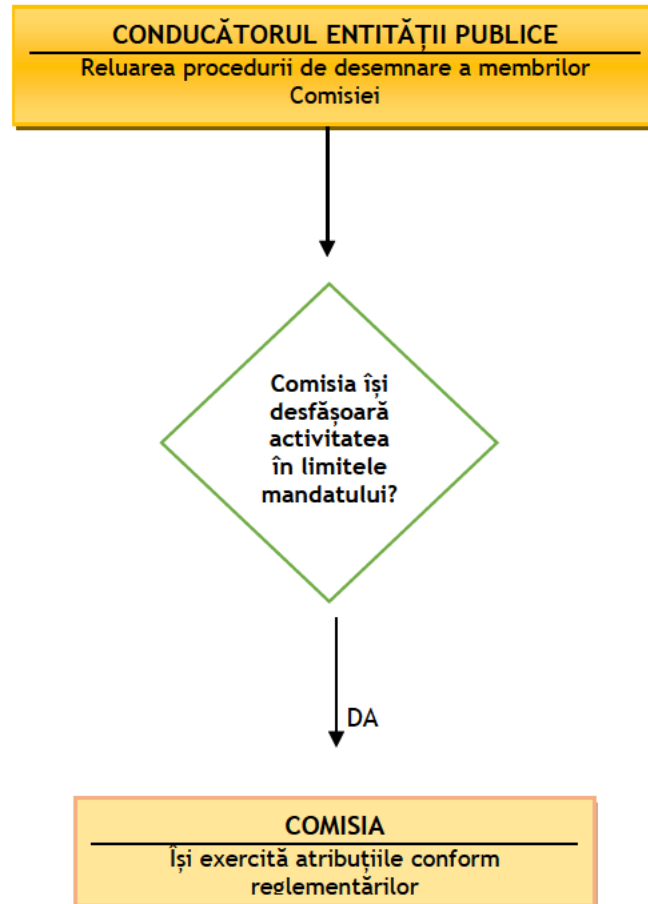 CONDUCĂTORUL ENTITĂȚII PUBLICE
Reluarea procedurii de desemnare a membrilor
Comisiei
Comisia își
desfășoară
activitatea
în limitele
mandatului?
DA
COMISIA
Își exercită atribuțiile conform
reglementărilor